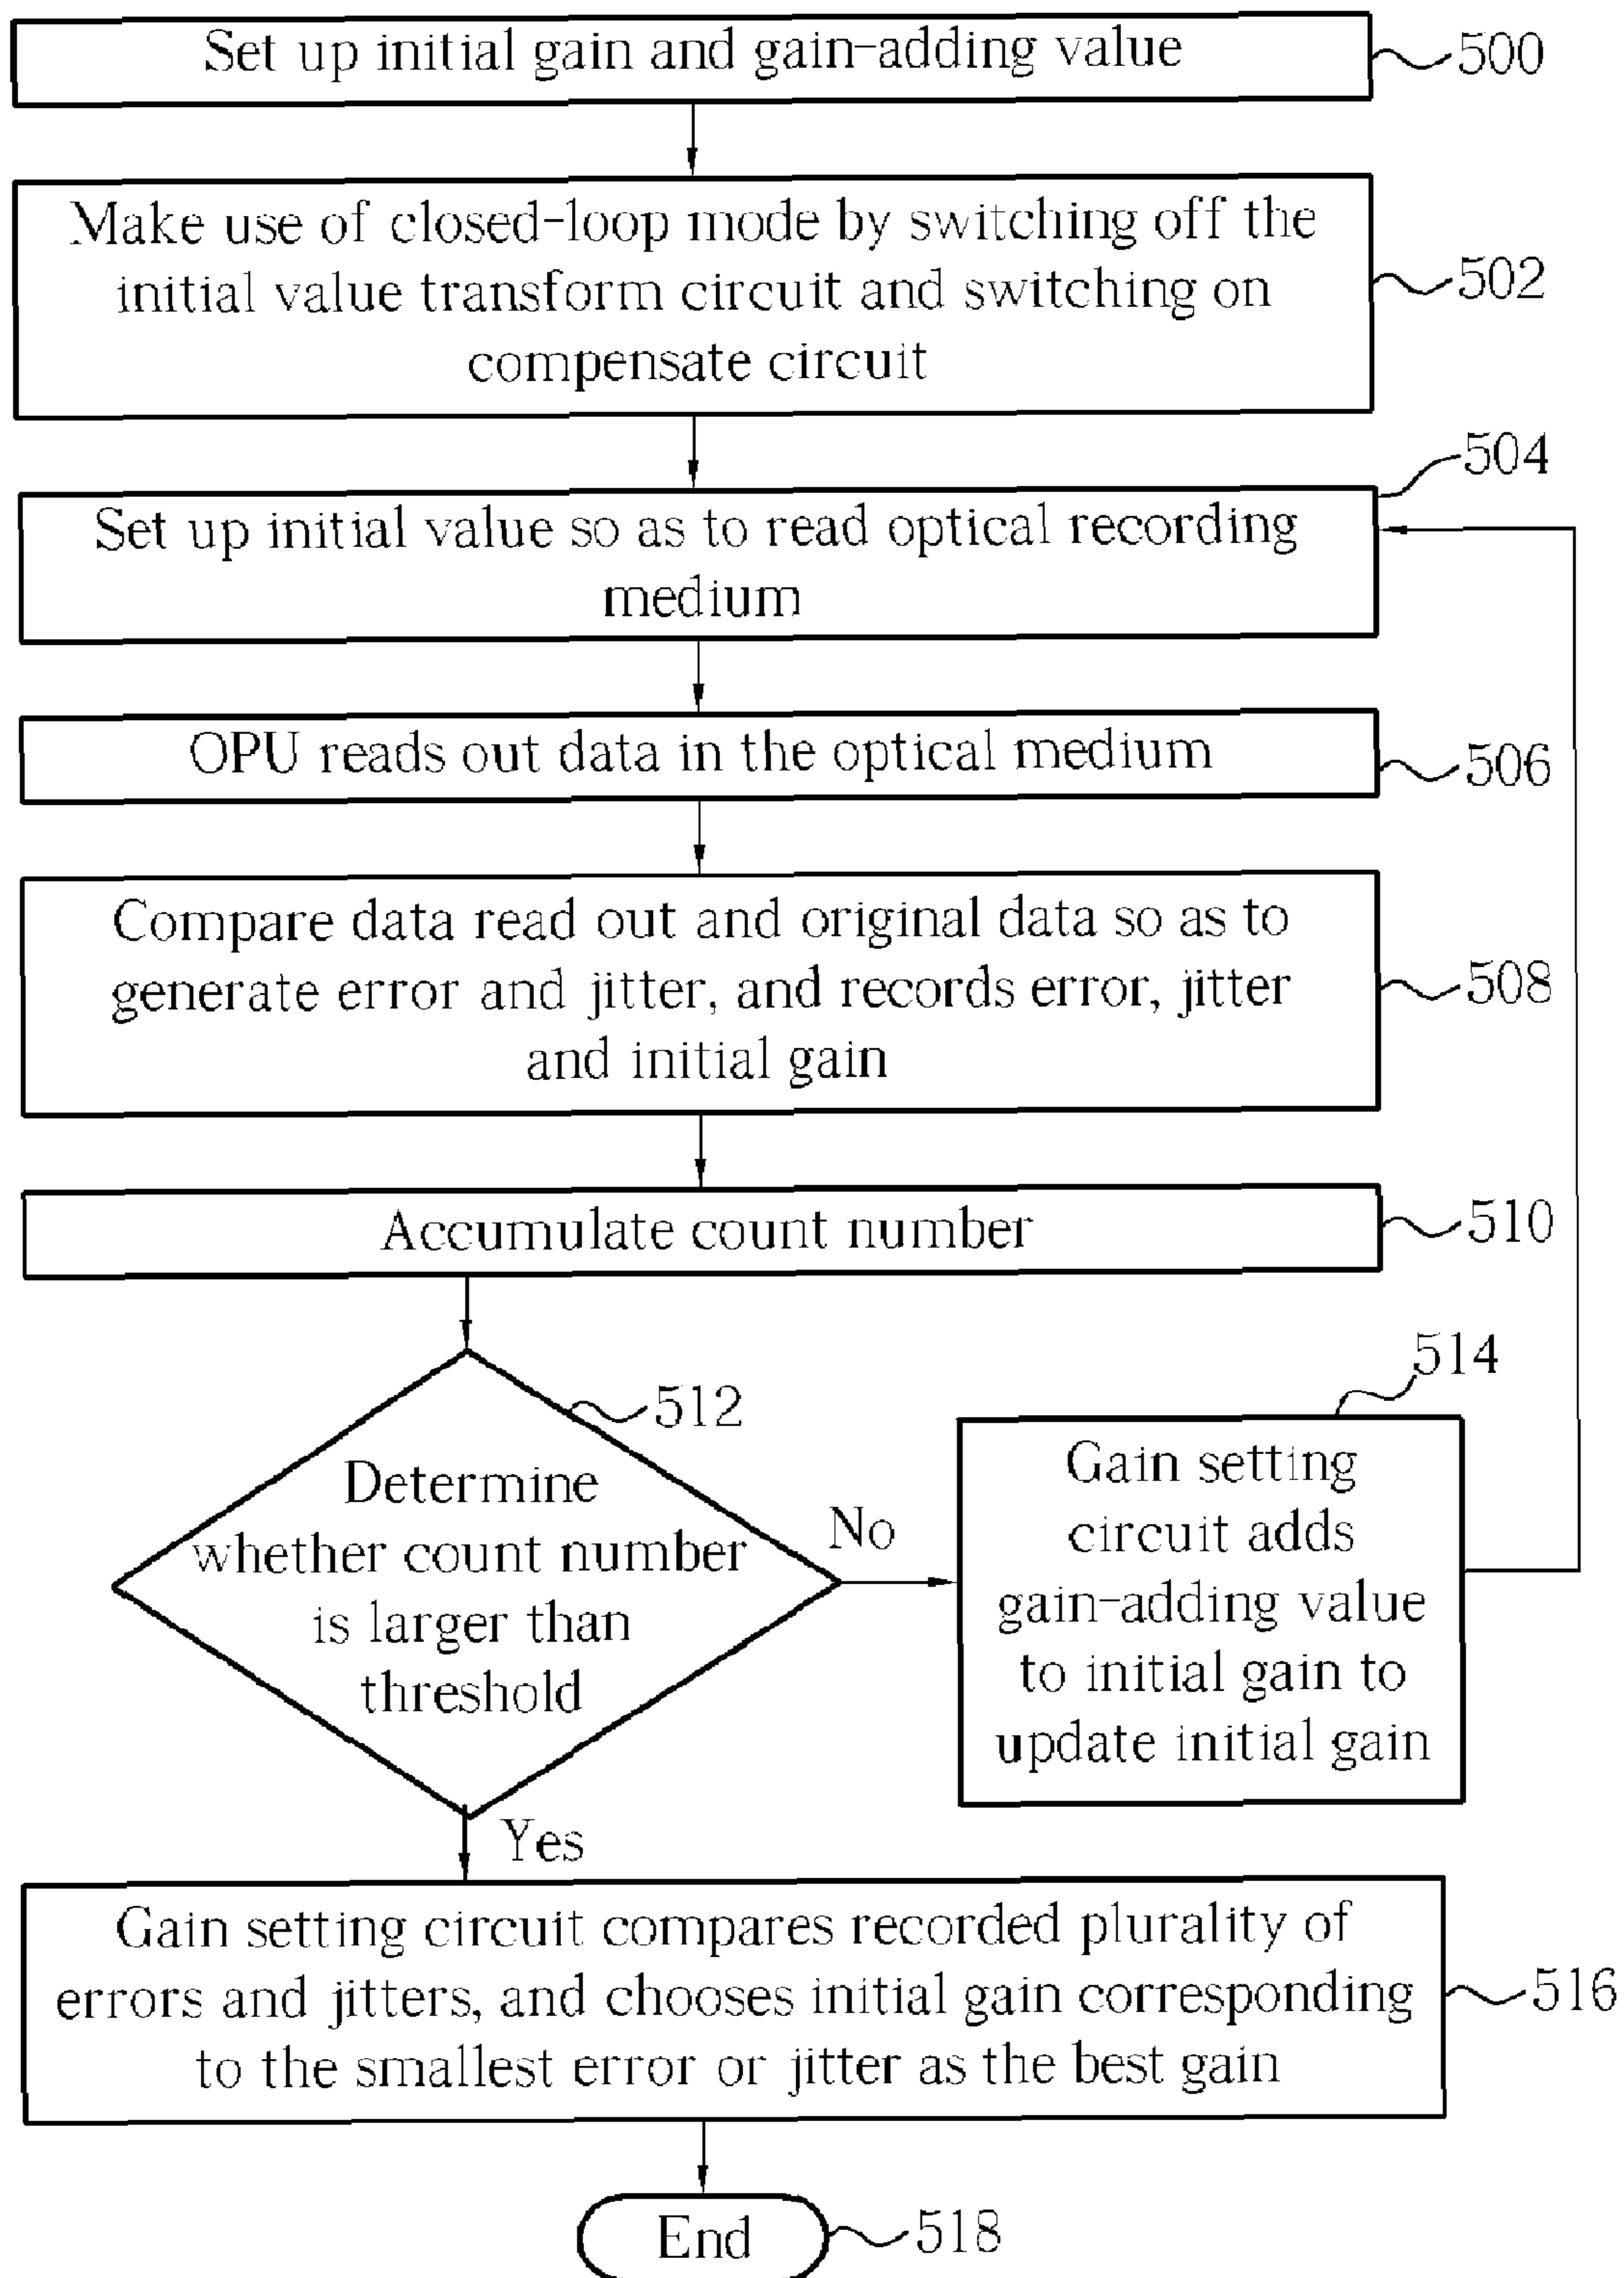 Set up initial gain and gain-adding value
500
Make use of closed-loop mode by switching off the
initial value transform circuit and switching on
compensate circuit
502
504
Set up initial value so as to read optical recording
medium
OPU reads out data in the optical medium
506
Compare data read out and original data so as to
generate error and jitter, and records error, jitter
and initial gain
508
Accumulate count number
510
512
Determine
whether count number
is larger than
threshold
No
514
Gain setting
circuit adds
gain-adding value
to initial gain to
update initial gain
Yes
Gain setting circuit compares recorded plurality of
errors and jitters, and chooses initial gain corresponding
to the smallest error or jitter as the best gain
516
End
518